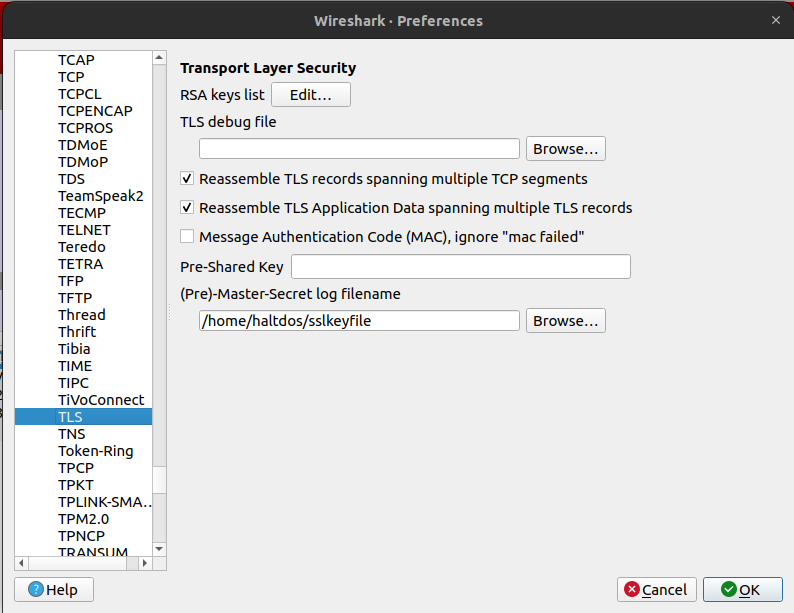 Wireshark · Preferences
TCAP
TCP
TCPCL
TCPENCAP
TCPROS
TDMoE
TDMoP
TDS
TeamSpeak2
TECMP
TELNET
Teredo
TETRA
TFP
TFTP
Thread
Thrift
Tibia
TIME
TIPC
TiVoConnect
TLS
TNS
Token-Ring
TPCP
TPKT
TPLINK-SMA…
TPM2.0
TPNCP
TRANSUM
Transport Layer Security
RSA keys list Edit…
TLS debug file
Browse…
Reassemble TLS records spanning multiple TCP segments
Reassemble TLS Application Data spanning multiple TLS records
Message Authentication Code (MAC), ignore "mac failed"
Pre-Shared Key
(Pre)-Master-Secret log filename
/home/haltdos/sslkeyfile Browse…
Help Cancel OK